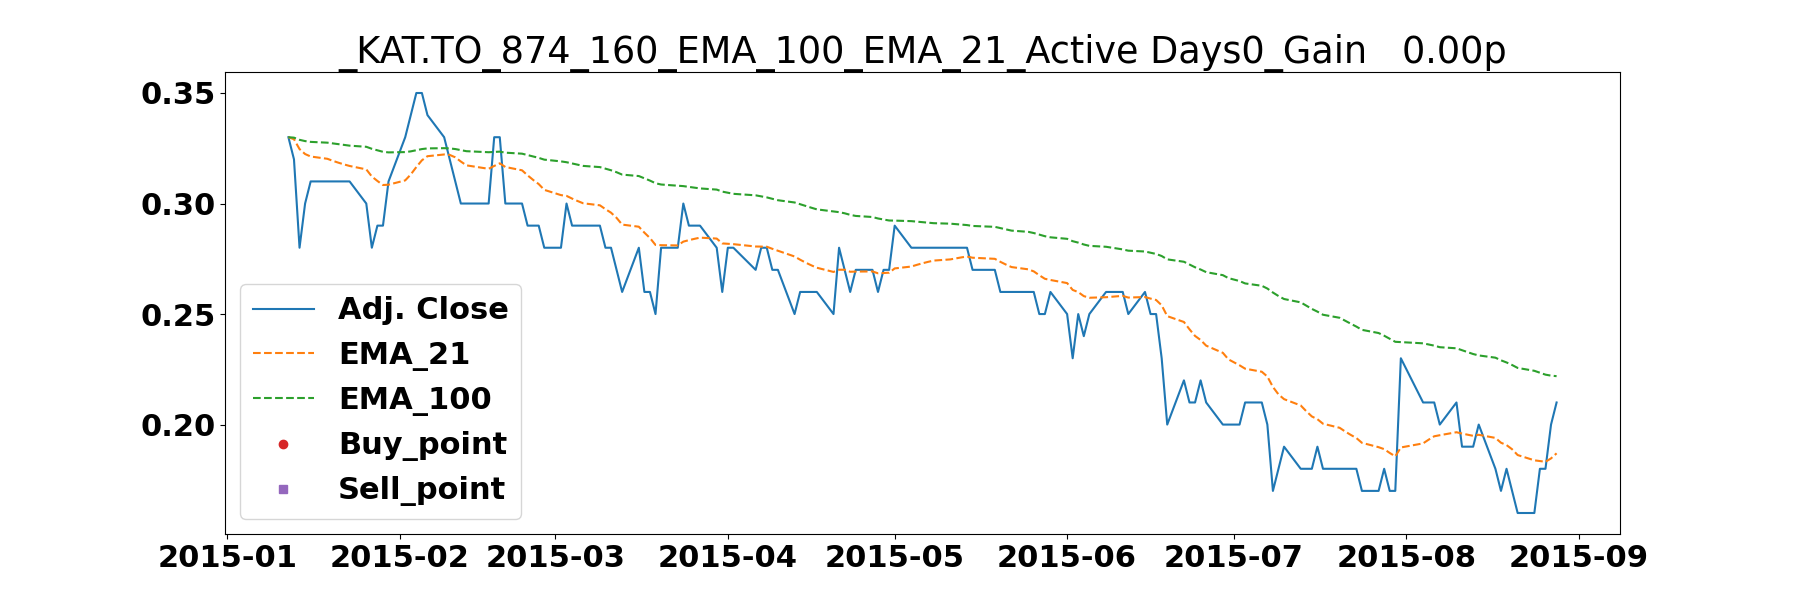 _KAT.TO_874_160_EMA_100_EMA_21_Active Days0_Gain   0.00p
0.35
0.30
0.25
0.20
Adj. Close
EMA_21
EMA_100
Buy_point
Sell_point
2015-01 2015-02 2015-03 2015-04 2015-05 2015-06 2015-07 2015-08 2015-09